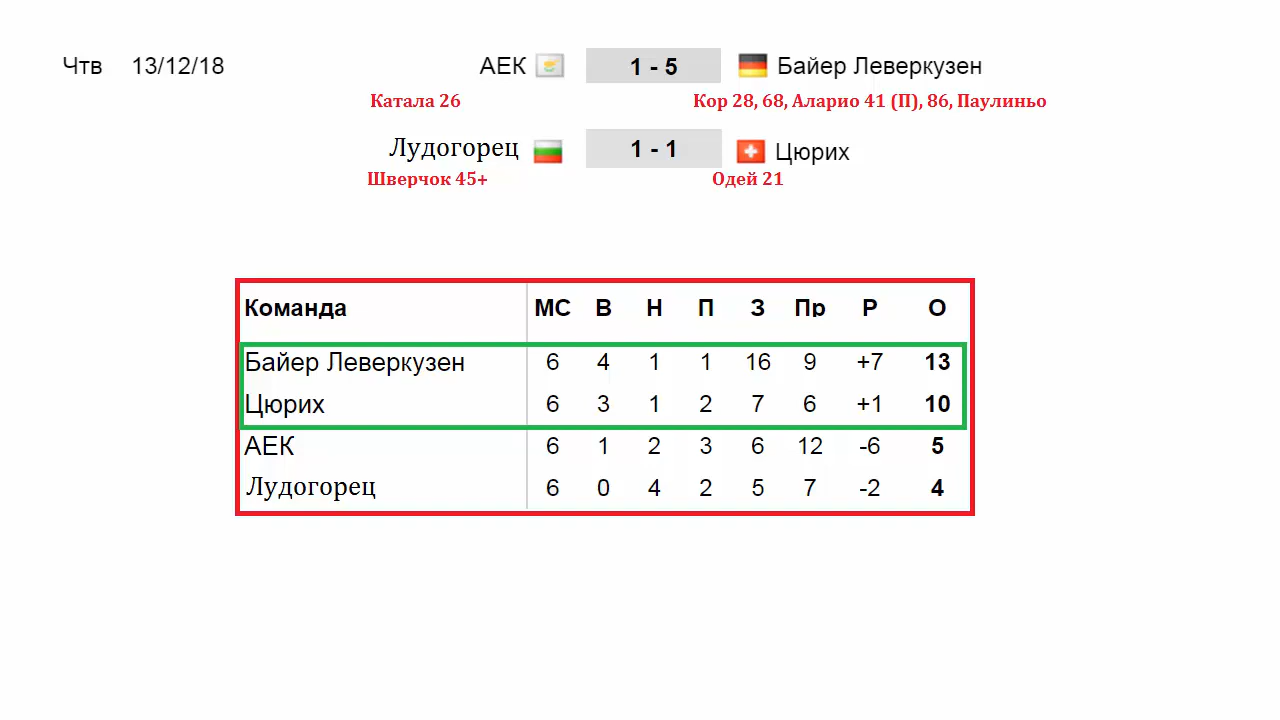 Чтв 13/12/18 АЕК 1 - 5 Байер Леверкузен
Катала 26 Кор 28, 68, Аларио 41 (П), 86, Паулиньо
Лудогорец 1 - 1 Цюрих
Шверчок 45+ Одей 21
Команда МС В Н П З Пр Р О
Байер Леверкузен 6 4 1 1 16 9 +7 13
Цюрих 6 3 1 2 7 6 +1 10
АЕК 6 1 2 3 6 12 -6 5
Лудогорец 6 0 4 2 5 7 -2 4